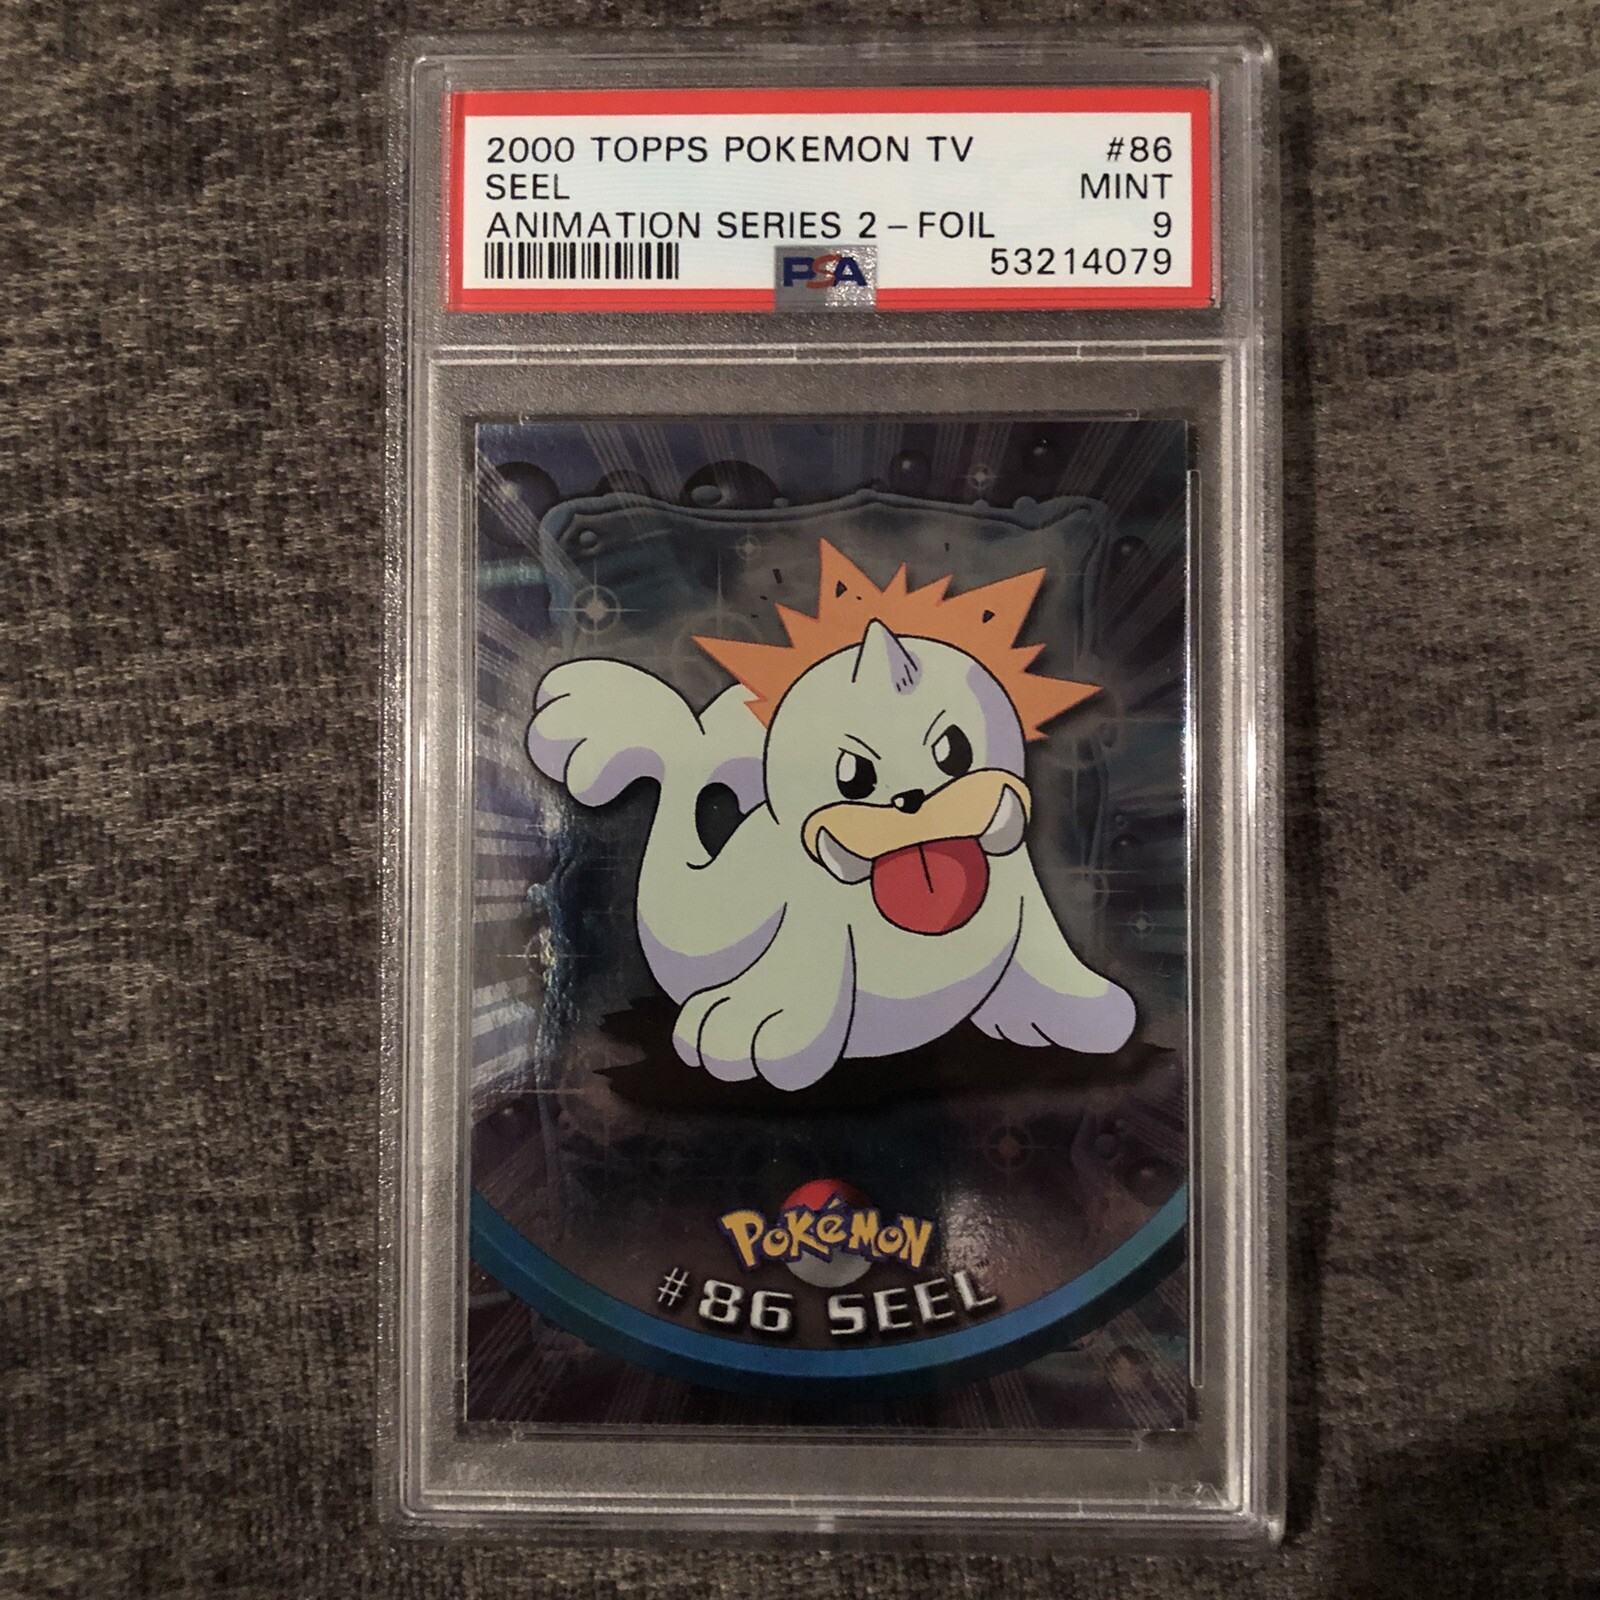 2000 TOPPS POKEMON TV #86
SEEL MINT
ANIMATION SERIES 2 - FOIL 9
PSA 53214079
POKéMON
#86 SEEL